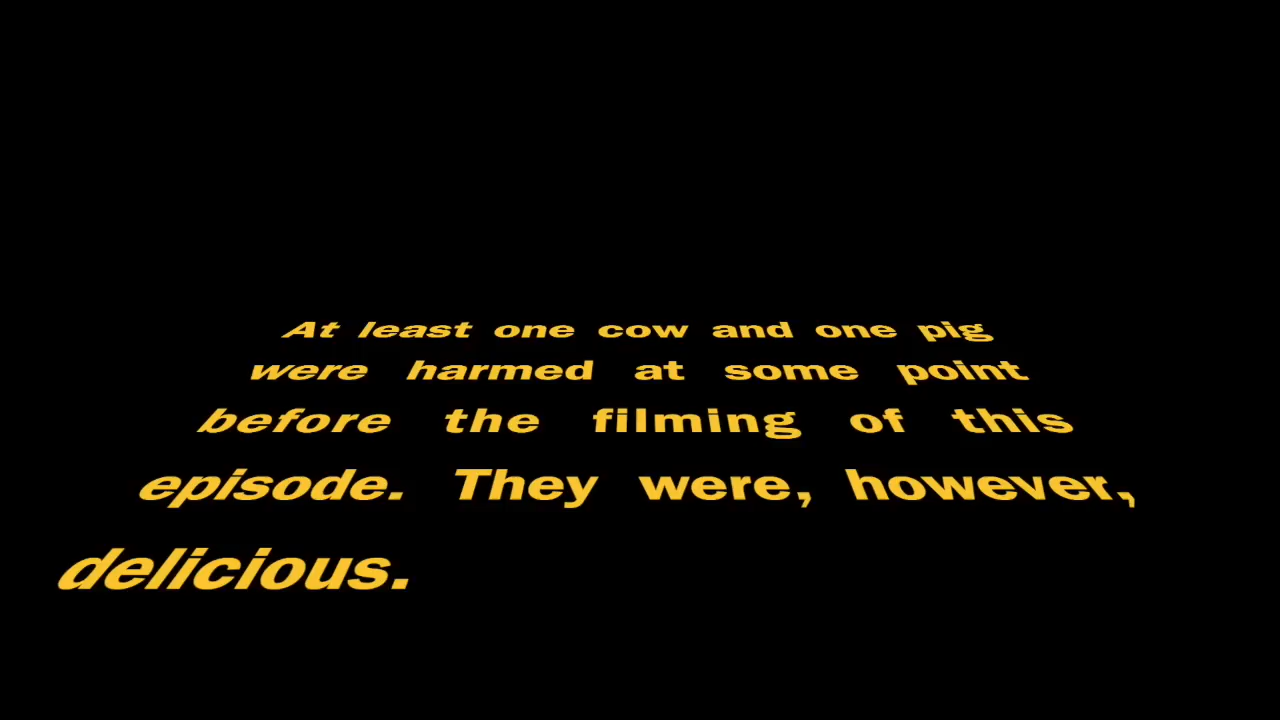 At least one cow and one pig
were harmed at some point
before the filming of this
episode. They were, however,
delicious.